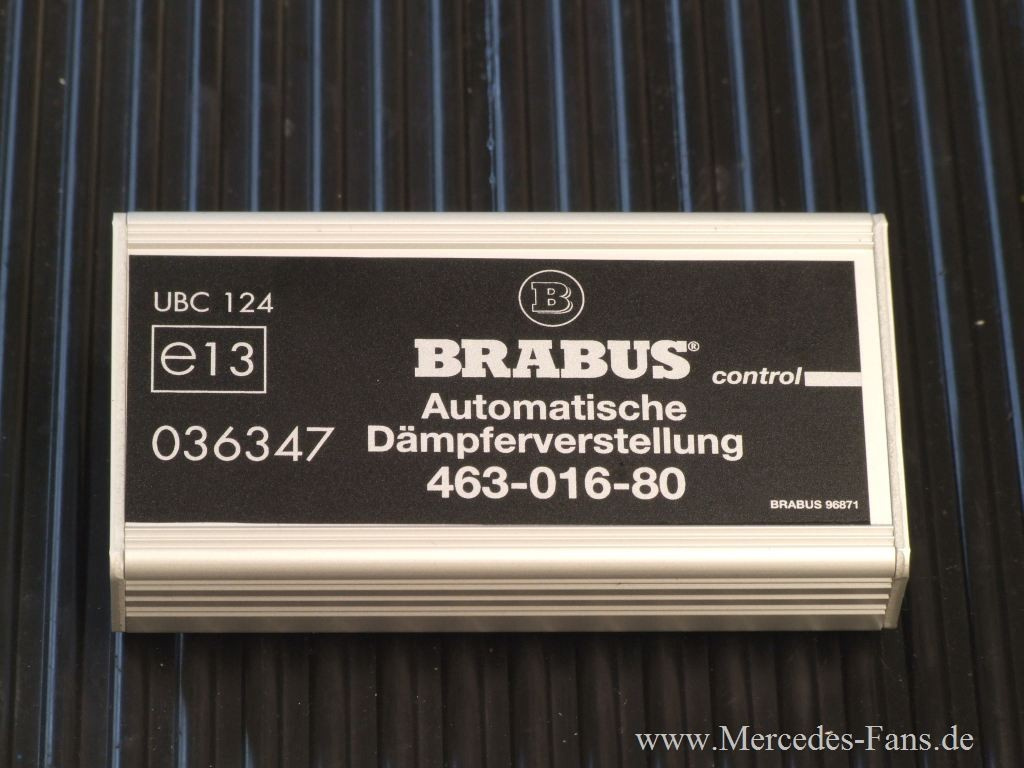 UBC 124
e13
036347
B
BRABUS® control
Automatische
Dämpferverstellung
463-016-80
BRABUS 96871
www.Mercedes-Fans.de